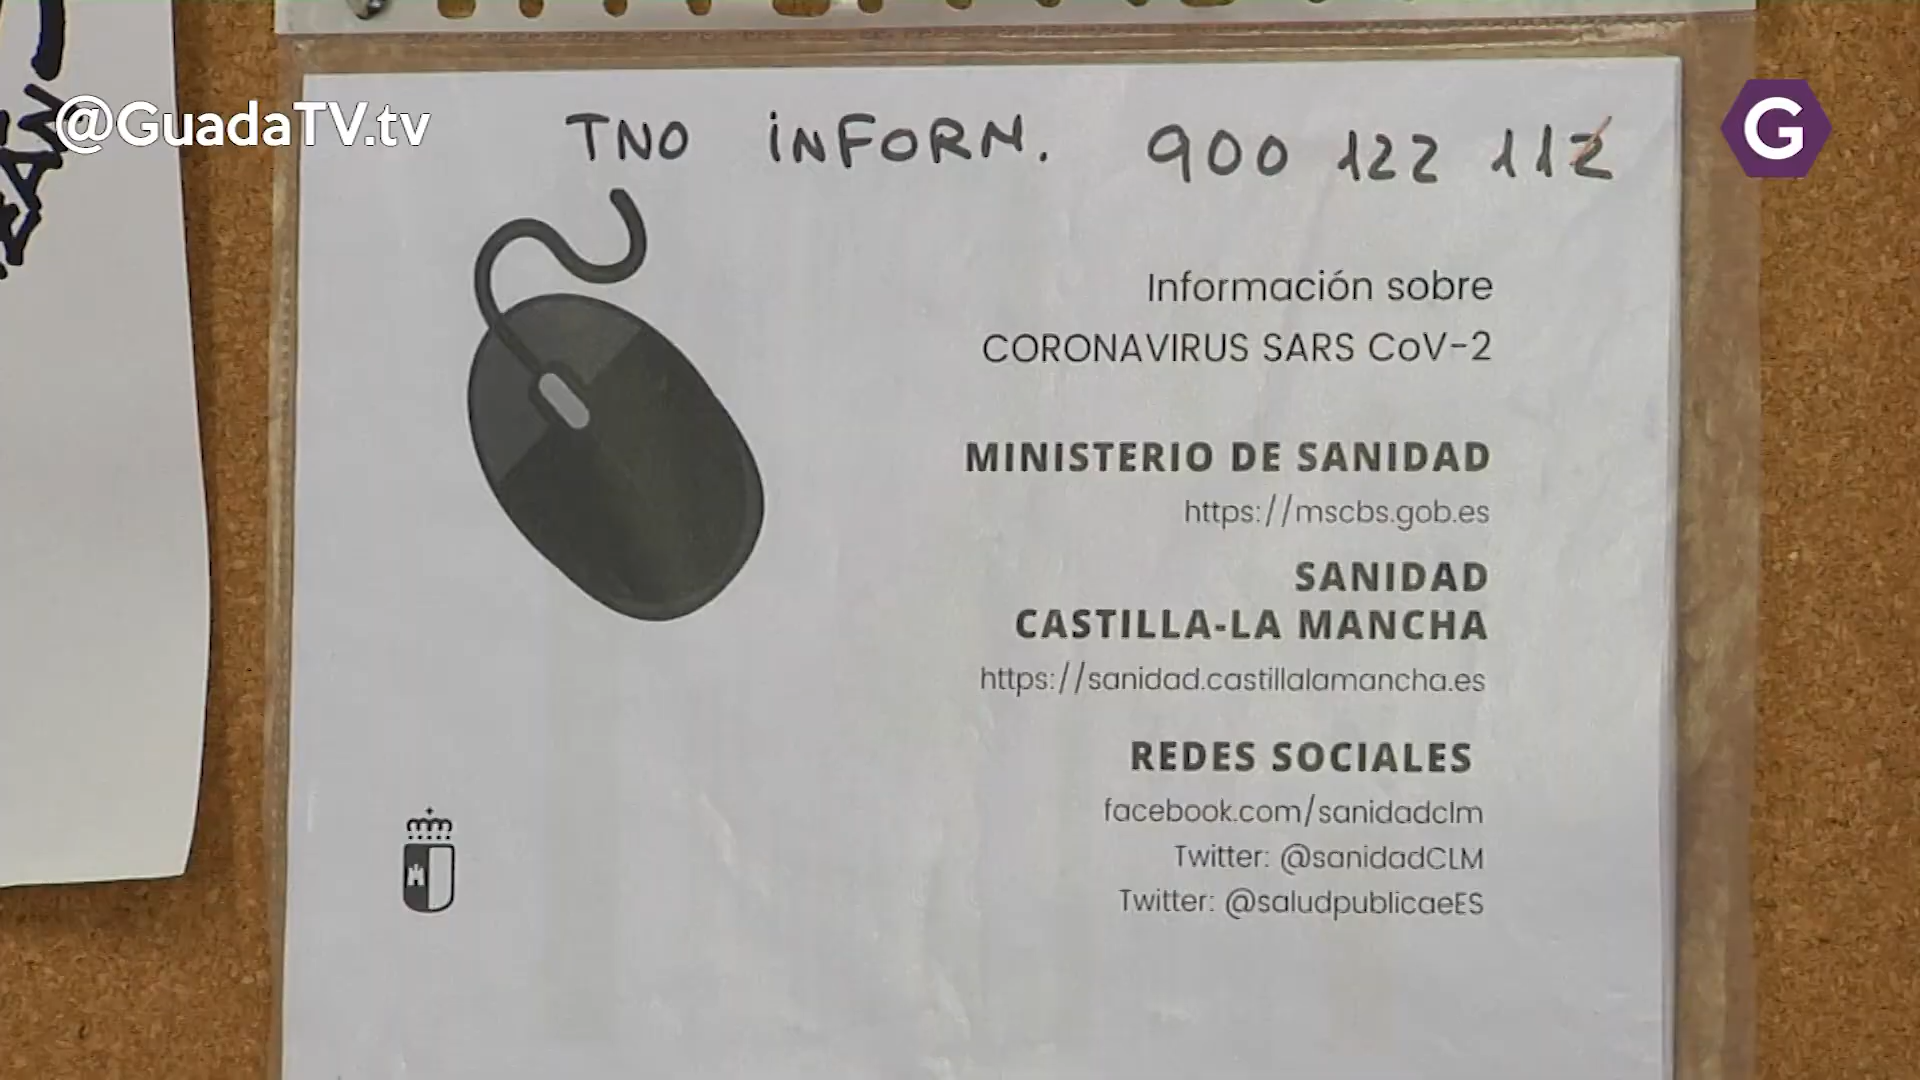 @GuadaTV.tv
G
TNO INFORM. 900 122 112
Información sobre
CORONAVIRUS SARS CoV-2
MINISTERIO DE SANIDAD
https://mscbs.gob.es
SANIDAD
CASTILLA-LA MANCHA
https://sanidad.castillalamancha.es
REDES SOCIALES
facebook.com/sanidadclm
Twitter: @sanidadCLM
Twitter: @saludpublicaeES